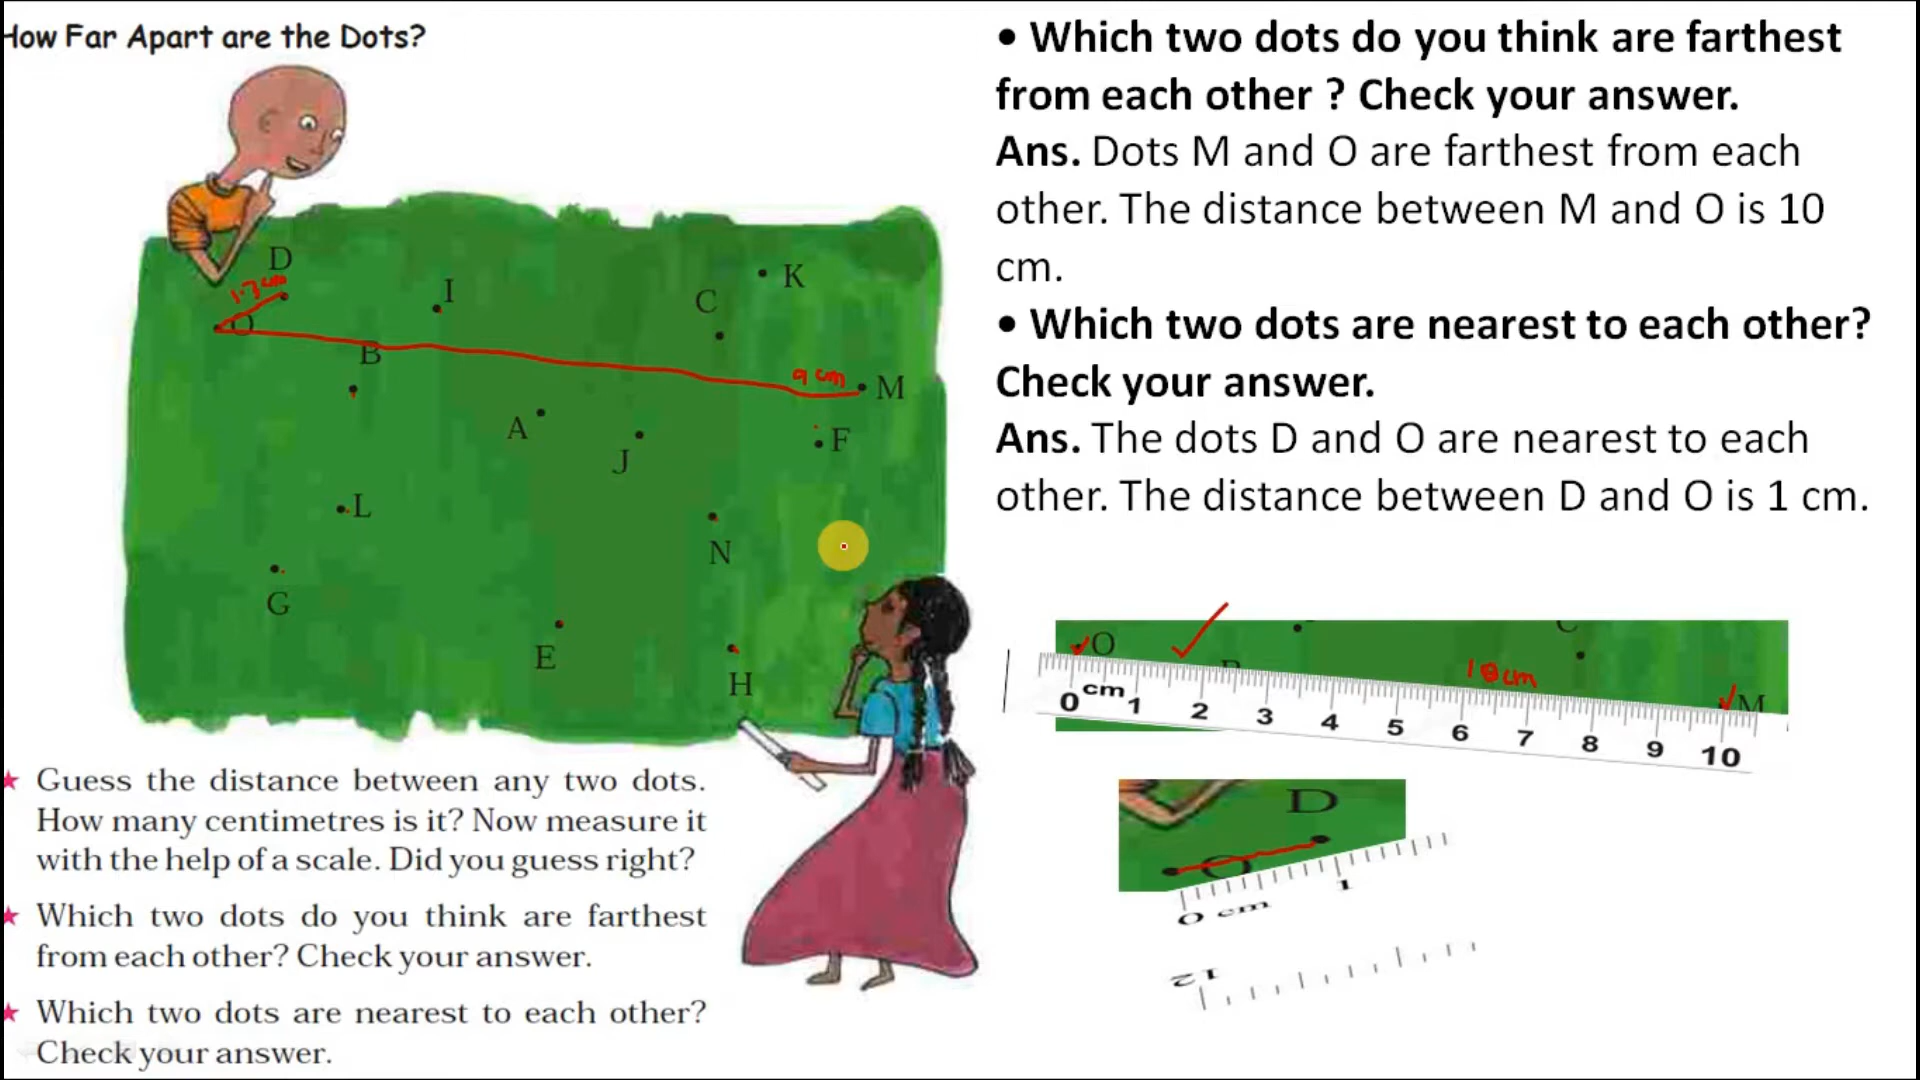 How Far Apart are the Dots?
D
1.3 cm
O
I
K
C
B
9 cm
M
A
J
F
L
N
G
E
H
★ Guess the distance between any two dots.
How many centimetres is it? Now measure it
with the help of a scale. Did you guess right?
★ Which two dots do you think are farthest
from each other? Check your answer.
★ Which two dots are nearest to each other?
Check your answer.
• Which two dots do you think are farthest
from each other ? Check your answer.
Ans. Dots M and O are farthest from each
other. The distance between M and O is 10
cm.
• Which two dots are nearest to each other?
Check your answer.
Ans. The dots D and O are nearest to each
other. The distance between D and O is 1 cm.
O
10 cm
M
0 cm 1 2 3 4 5 6 7 8 9 10
D
O
0 cm 1